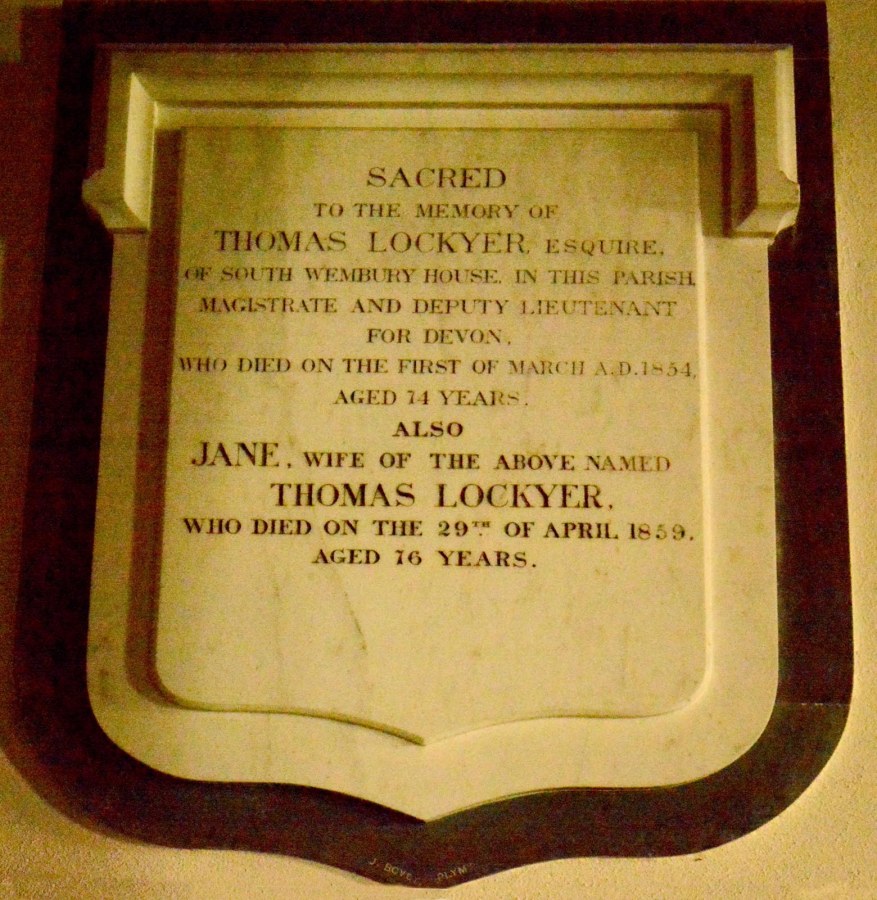 SACRED
TO THE MEMORY OF
THOMAS LOCKYER, ESQUIRE,
OF SOUTH WEMBURY HOUSE, IN THIS PARISH,
MAGISTRATE AND DEPUTY LIEUTENANT
FOR DEVON,
WHO DIED ON THE FIRST OF MARCH A.D. 1854,
AGED 74 YEARS.
ALSO
JANE, WIFE OF THE ABOVE NAMED
THOMAS LOCKYER,
WHO DIED ON THE 29TH OF APRIL 1859.
AGED 76 YEARS.
J. BOVEY PLYMTH